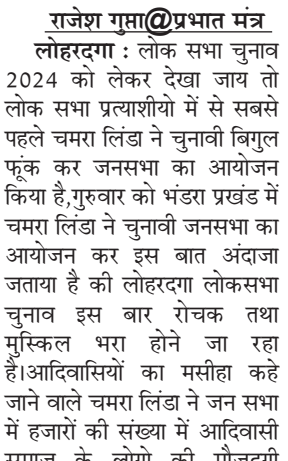 राजेश गुप्ता@प्रभात मंत्र
लोहरदगा : लोक सभा चुनाव
2024 को लेकर देखा जाय तो
लोक सभा प्रत्याशीयो में से सबसे
पहले चमरा लिंडा ने चुनावी बिगुल
फूंक कर जनसभा का आयोजन
किया है,गुरुवार को भंडरा प्रखंड में
चमरा लिंडा ने चुनावी जनसभा का
आयोजन कर इस बात अंदाजा
जताया है की लोहरदगा लोकसभा
चुनाव इस बार रोचक तथा
मुस्किल भरा होने जा रहा
है।आदिवासियों का मसीहा कहे
जाने वाले चमरा लिंडा ने जन सभा
में हजारों की संख्या में आदिवासी
समाज के लोगो की मौजूदगी